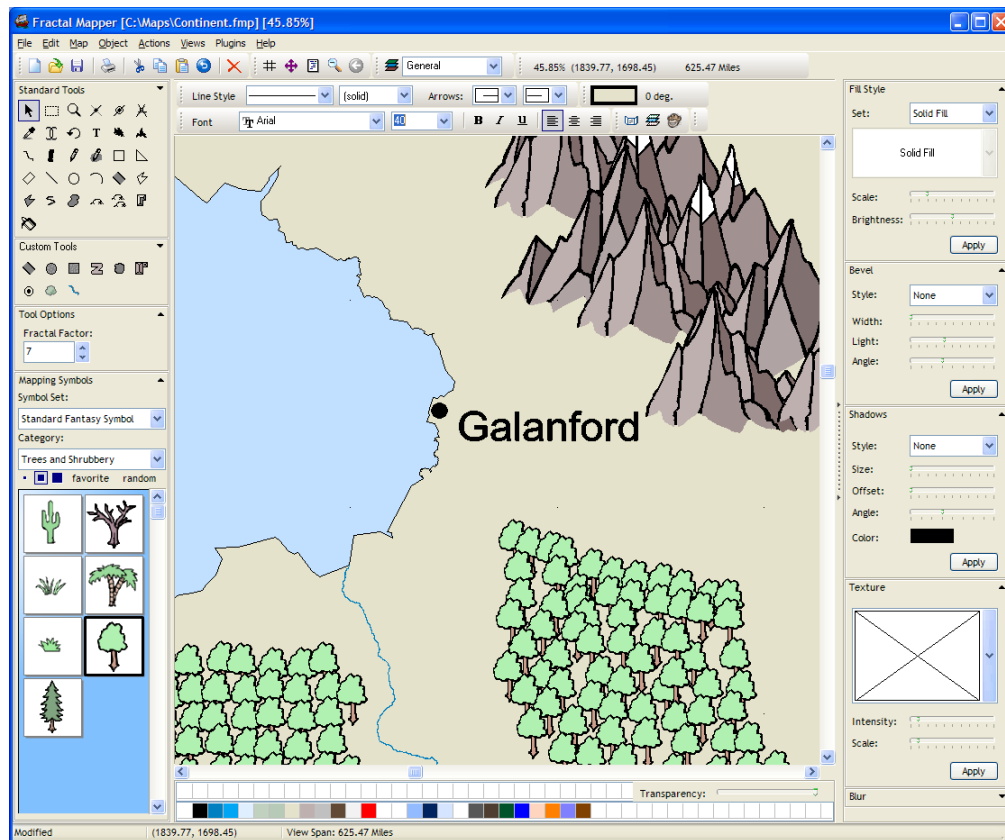 Fractal Mapper [C:\Maps\Continent.fmp] [45.85%]
File Edit Map Object Actions Views Plugins Help
General 45.85% (1839.77, 1698.45) 625.47 Miles
Standard Tools
Line Style (solid) Arrows: 0 deg.
Font Arial 40 B I U
Custom Tools
Tool Options
Fractal Factor:
7
Mapping Symbols
Symbol Set:
Standard Fantasy Symbol
Category:
Trees and Shrubbery
favorite random
Galanford
Fill Style
Set: Solid Fill
Solid Fill
Scale:
Brightness:
Apply
Bevel
Style: None
Width:
Light:
Angle:
Apply
Shadows
Style: None
Size:
Offset:
Angle:
Color:
Apply
Texture
Intensity:
Scale:
Apply
Blur
Transparency:
Modified (1839.77, 1698.45) View Span: 625.47 Miles